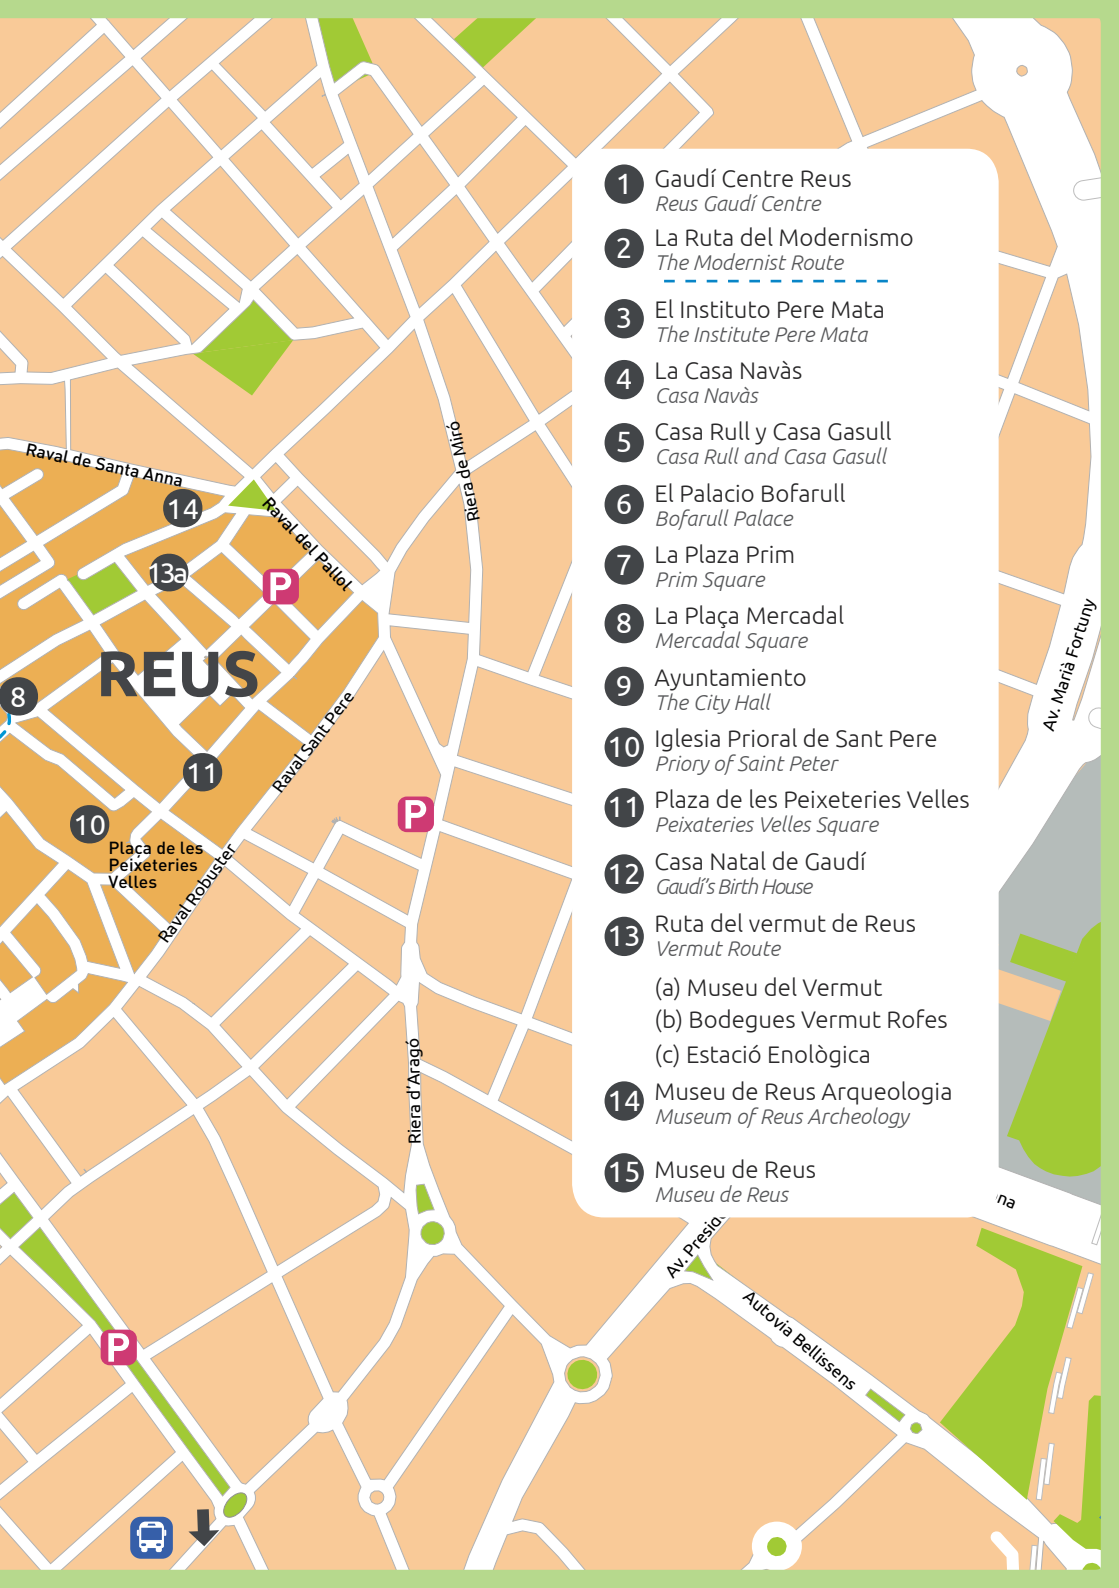 1 Gaudí Centre Reus
Reus Gaudí Centre
2 La Ruta del Modernismo
The Modernist Route
3 El Instituto Pere Mata
The Institute Pere Mata
4 La Casa Navàs
Casa Navàs
5 Casa Rull y Casa Gasull
Casa Rull and Casa Gasull
6 El Palacio Bofarull
Bofarull Palace
7 La Plaza Prim
Prim Square
8 La Plaça Mercadal
Mercadal Square
9 Ayuntamiento
The City Hall
10 Iglesia Prioral de Sant Pere
Priory of Saint Peter
11 Plaza de les Peixeteries Velles
Peixateries Velles Square
12 Casa Natal de Gaudí
Gaudí's Birth House
13 Ruta del vermut de Reus
Vermut Route
(a) Museu del Vermut
(b) Bodegues Vermut Rofes
(c) Estació Enològica
14 Museu de Reus Arqueologia
Museum of Reus Archeology
15 Museu de Reus
Museu de Reus
Riera de Miró
Raval de Santa Anna
14
Raval del Pallol
13a
P
REUS
8
Raval Sant Pere
11
P
10
Plaça de les
Peixeteries
Velles
Raval Robuster
Av. Marià Fortuny
Riera d'Aragó
na
Av. Presid
Autovia Bellissens
P